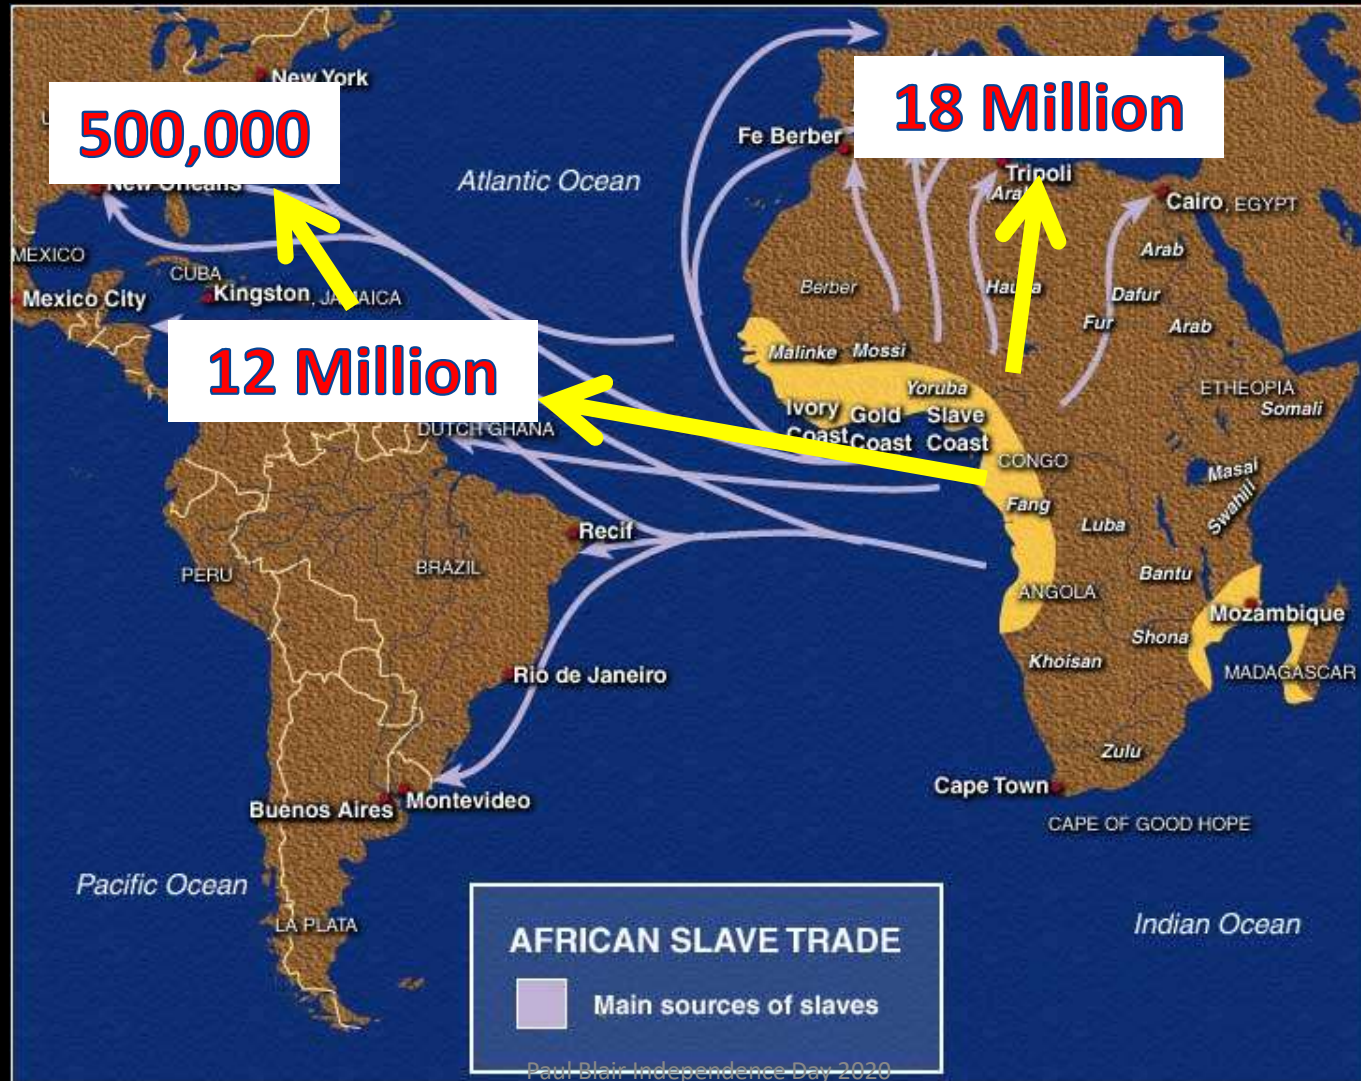 New York
500,000
18 Million
Fe Berber
Atlantic Ocean
New Orleans
Tripoli
Arab
Cairo, EGYPT
MEXICO
Arab
CUBA
Mexico City
Kingston, JAMAICA
Berber
Hausa
Dafur
Fur
Arab
12 Million
Malinke
Mossi
Yoruba
ETHEOPIA
Somali
Ivory Coast
Gold Coast
Slave Coast
DUTCH GHANA
CONGO
Masai
Swahili
Fang
Luba
Recif
PERU
BRAZIL
Bantu
ANGOLA
Mozambique
Shona
Khoisan
MADAGASCAR
Rio de Janeiro
Zulu
Cape Town
Buenos Aires
Montevideo
CAPE OF GOOD HOPE
Pacific Ocean
LA PLATA
Indian Ocean
AFRICAN SLAVE TRADE
Main sources of slaves
Paul Blair Independence Day 2020